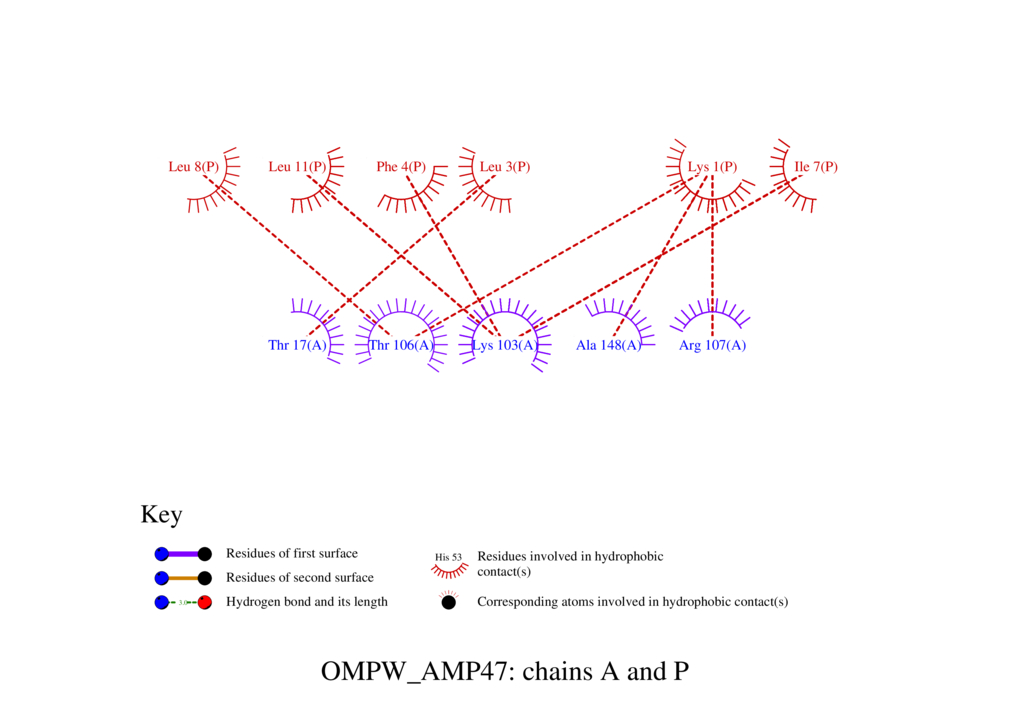 Leu 8(P) Leu 11(P) Phe 4(P) Leu 3(P) Lys 1(P) Ile 7(P)
Thr 17(A) Thr 106(A) Lys 103(A) Ala 148(A) Arg 107(A)
Key
Residues of first surface
Residues of second surface
3.0
Hydrogen bond and its length
His 53
Residues involved in hydrophobic
contact(s)
Corresponding atoms involved in hydrophobic contact(s)
OMPW_AMP47: chains A and P